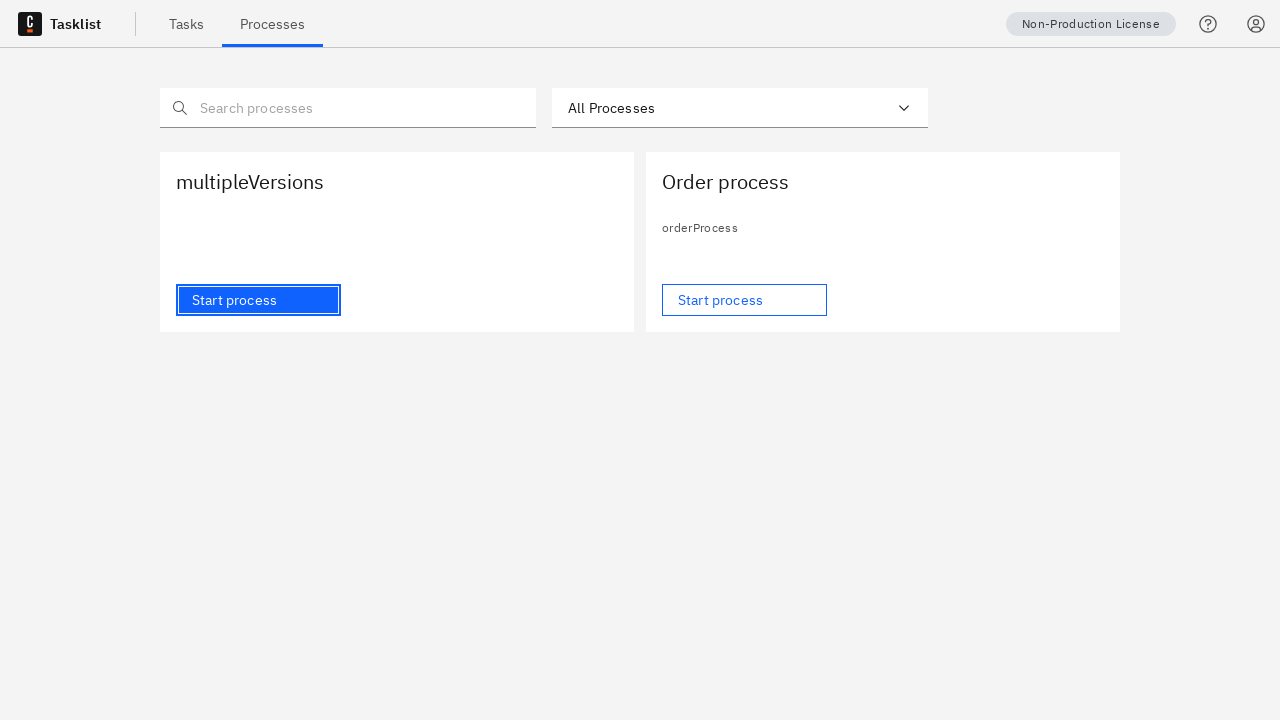 Tasklist
Tasks
Processes
Non-Production License
Search processes
All Processes
multipleVersions
Start process
Order process
orderProcess
Start process